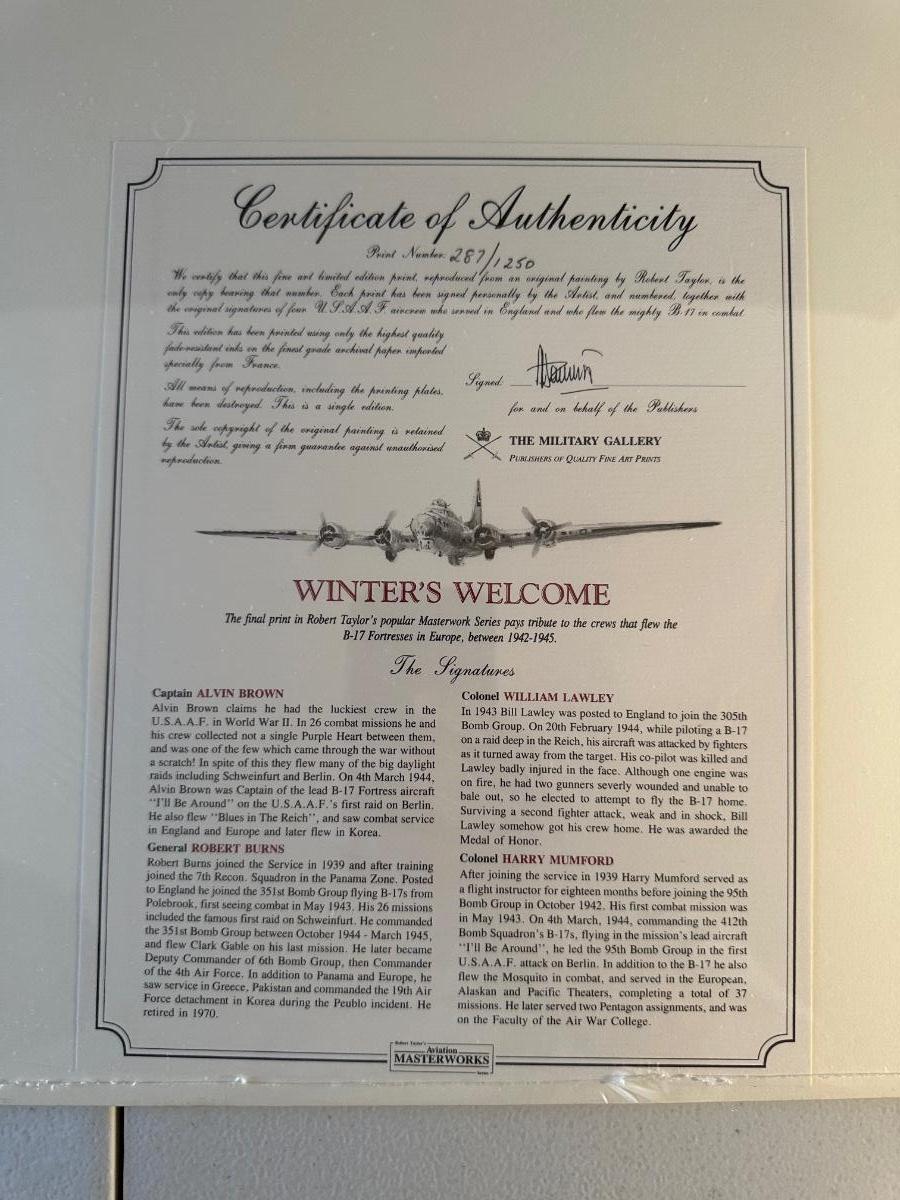 Certificate of Authenticity
Print Number: 287/1250
We certify that this fine art limited edition print, reproduced from an original painting by Robert Taylor, is the
only copy bearing that number. Each print has been signed personally by the Artist, and numbered, together with
the original signatures of four U.S.A.A.F. aircrew who served in England and who flew the mighty B-17 in combat
This edition has been printed using only the highest quality
fade-resistant inks on the finest grade archival paper imported
specially from France.
All means of reproduction, including the printing plates,
have been destroyed. This is a single edition.
The sole copyright of the original painting is retained
by the Artist, giving a firm guarantee against unauthorised
reproduction.
Signed:
for and on behalf of the Publishers
THE MILITARY GALLERY
PUBLISHERS OF QUALITY FINE ART PRINTS
WINTER'S WELCOME
The final print in Robert Taylor's popular Masterwork Series pays tribute to the crews that flew the
B-17 Fortresses in Europe, between 1942-1945.
The Signatures
Captain ALVIN BROWN
Alvin Brown claims he had the luckiest crew in the
U.S.A.A.F. in World War II. In 26 combat missions he and
his crew collected not a single Purple Heart between them,
and was one of the few which came through the war without
a scratch! In spite of this they flew many of the big daylight
raids including Schweinfurt and Berlin. On 4th March 1944,
Alvin Brown was Captain of the lead B-17 Fortress aircraft
"I'll Be Around" on the U.S.A.A.F.'s first raid on Berlin.
He also flew "Blues in The Reich", and saw combat service
in England and Europe and later flew in Korea.
General ROBERT BURNS
Robert Burns joined the Service in 1939 and after training
joined the 7th Recon. Squadron in the Panama Zone. Posted
to England he joined the 351st Bomb Group flying B-17s from
Polebrook, first seeing combat in May 1943. His 26 missions
included the famous first raid on Schweinfurt. He commanded
the 351st Bomb Group between October 1944 - March 1945,
and flew Clark Gable on his last mission. He later became
Deputy Commander of 6th Bomb Group, then Commander
of the 4th Air Force. In addition to Panama and Europe, he
saw service in Greece, Pakistan and commanded the 19th Air
Force detachment in Korea during the Peublo incident. He
retired in 1970.
Colonel WILLIAM LAWLEY
In 1943 Bill Lawley was posted to England to join the 305th
Bomb Group. On 20th February 1944, while piloting a B-17
on a raid deep in the Reich, his aircraft was attacked by fighters
as it turned away from the target. His co-pilot was killed and
Lawley badly injured in the face. Although one engine was
on fire, he had two gunners severly wounded and unable to
bale out, so he elected to attempt to fly the B-17 home.
Surviving a second fighter attack, weak and in shock, Bill
Lawley somehow got his crew home. He was awarded the
Medal of Honor.
Colonel HARRY MUMFORD
After joining the service in 1939 Harry Mumford served as
a flight instructor for eighteen months before joining the 95th
Bomb Group in October 1942. His first combat mission was
in May 1943. On 4th March, 1944, commanding the 412th
Bomb Squadron's B-17s, flying in the mission's lead aircraft
"I'll Be Around", he led the 95th Bomb Group in the first
U.S.A.A.F. attack on Berlin. In addition to the B-17 he also
flew the Mosquito in combat, and served in the European,
Alaskan and Pacific Theaters, completing a total of 37
missions. He later served two Pentagon assignments, and was
on the Faculty of the Air War College.
Robert Taylor's
Aviation
MASTERWORKS
Series